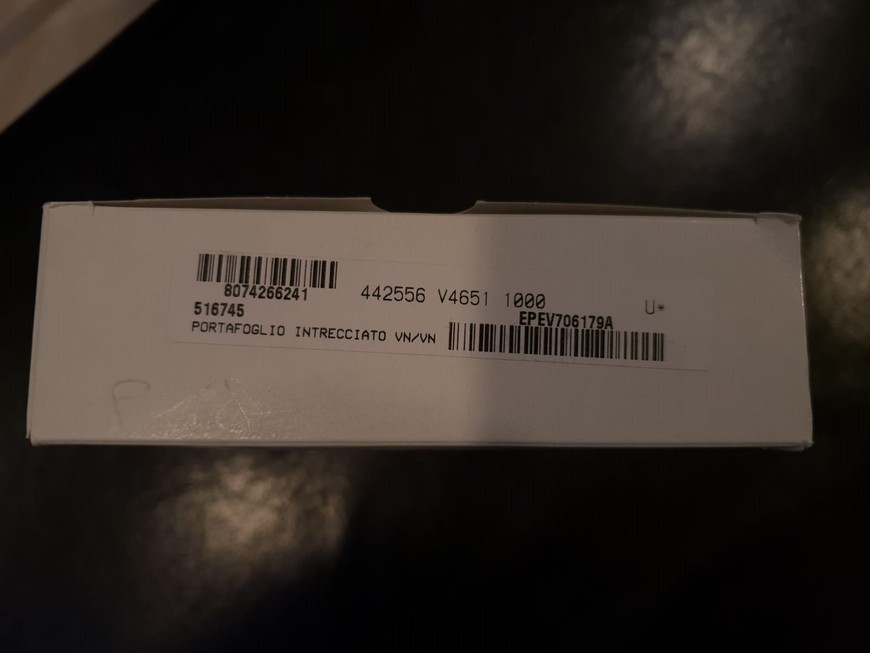 8074266241
442556 V4651 1000
U*
516745
EPEV706179A
PORTAFOGLIO INTRECCIATO VN/VN
P